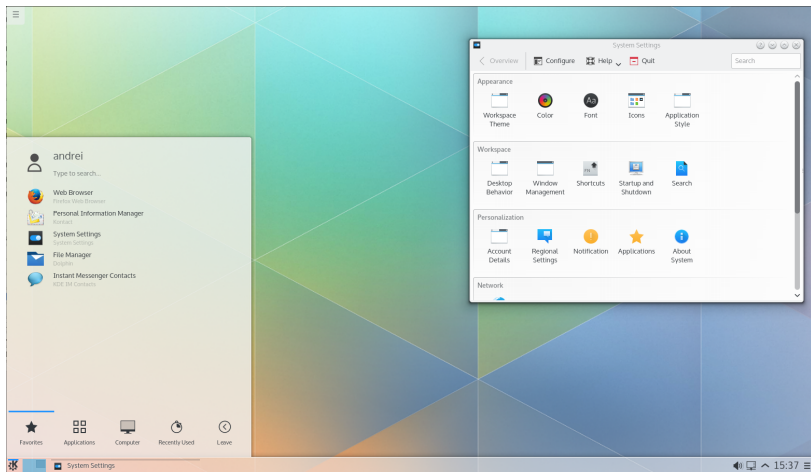 System Settings
Overview
Configure
Help
Quit
Search
Appearance
Workspace
Theme
Color
Font
Icons
Application
Style
Workspace
Desktop
Behavior
Window
Management
Shortcuts
Startup and
Shutdown
Search
Personalization
Account
Details
Regional
Settings
Notification
Applications
About
System
Network
andrei
Type to search...
Web Browser
Firefox Web Browser
Personal Information Manager
Kontact
System Settings
System Settings
File Manager
Dolphin
Instant Messenger Contacts
KDE IM Contacts
Favorites
Applications
Computer
Recently Used
Leave
System Settings
15:37